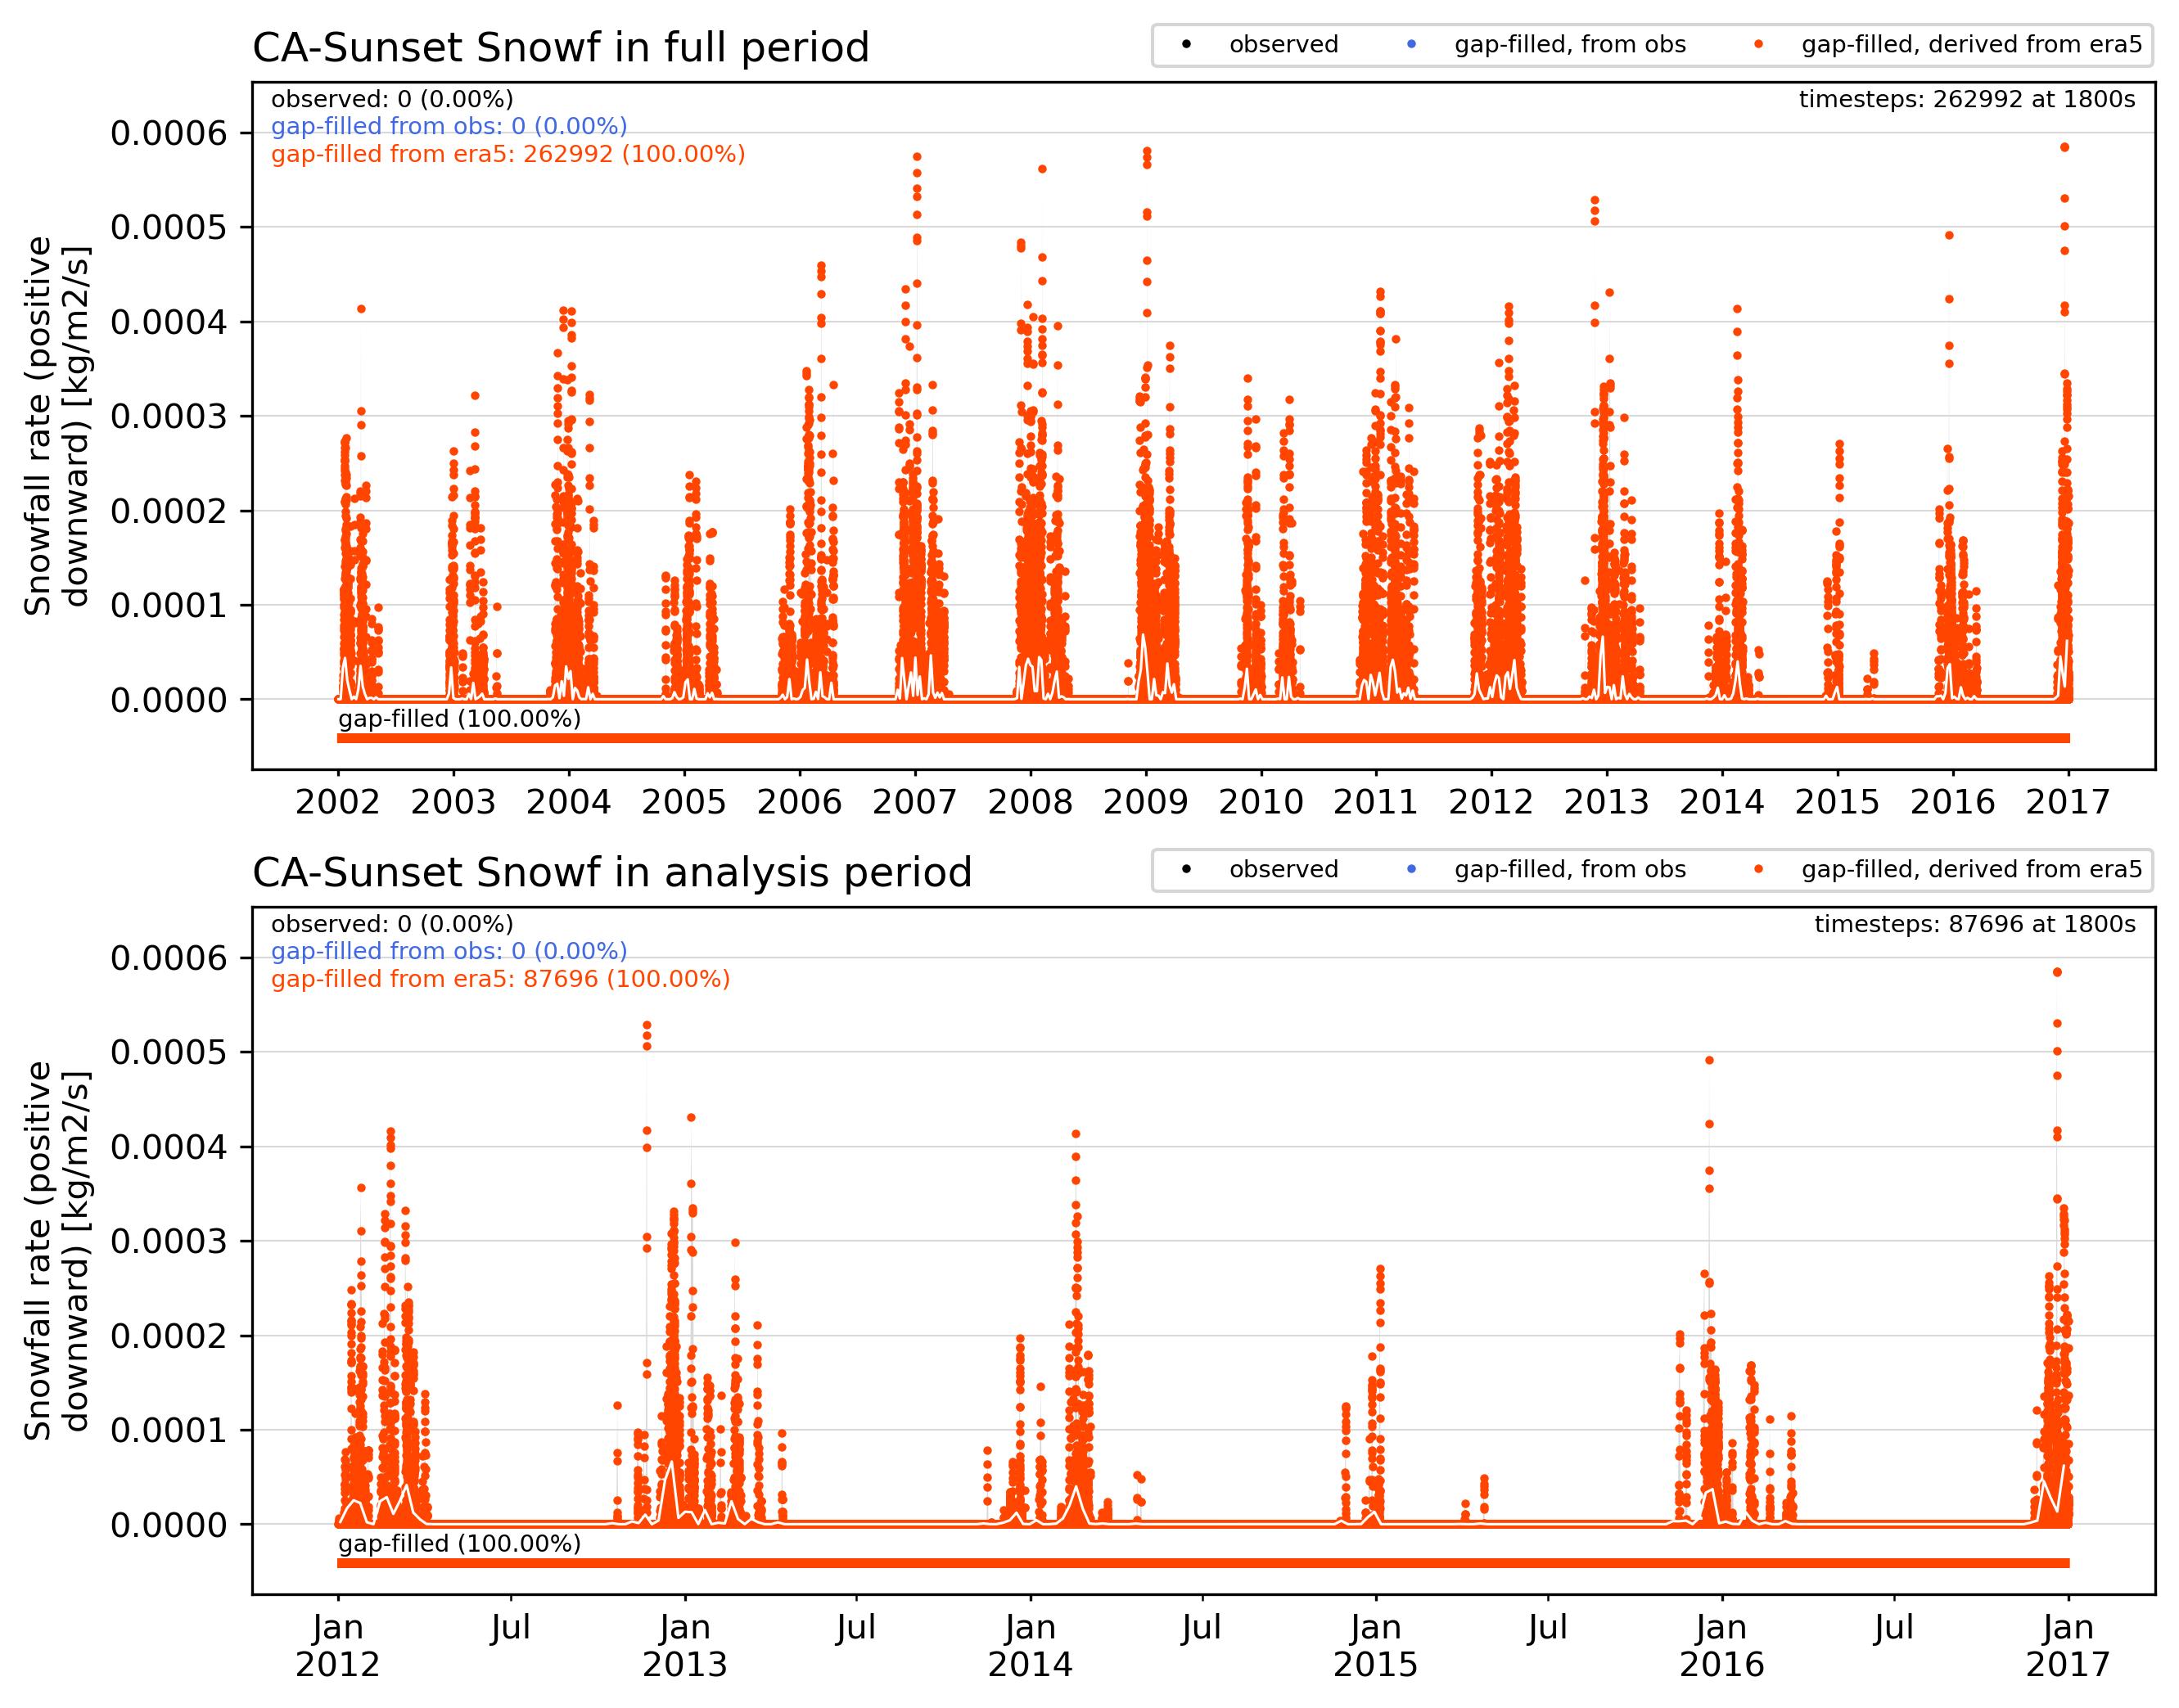 CA-Sunset Snowf in full period
observed
gap-filled, from obs
gap-filled, derived from era5
observed: 0 (0.00%)
gap-filled from obs: 0 (0.00%)
gap-filled from era5: 262992 (100.00%)
timesteps: 262992 at 1800s
Snowfall rate (positive
downward) [kg/m2/s]
0.0006
0.0005
0.0004
0.0003
0.0002
0.0001
0.0000
gap-filled (100.00%)
2002 2003 2004 2005 2006 2007 2008 2009 2010 2011 2012 2013 2014 2015 2016 2017
CA-Sunset Snowf in analysis period
observed
gap-filled, from obs
gap-filled, derived from era5
observed: 0 (0.00%)
gap-filled from obs: 0 (0.00%)
gap-filled from era5: 87696 (100.00%)
timesteps: 87696 at 1800s
Snowfall rate (positive
downward) [kg/m2/s]
0.0006
0.0005
0.0004
0.0003
0.0002
0.0001
0.0000
gap-filled (100.00%)
Jan Jul Jan Jul Jan Jul Jan Jul Jan Jul Jan
2012 2013 2014 2015 2016 2017